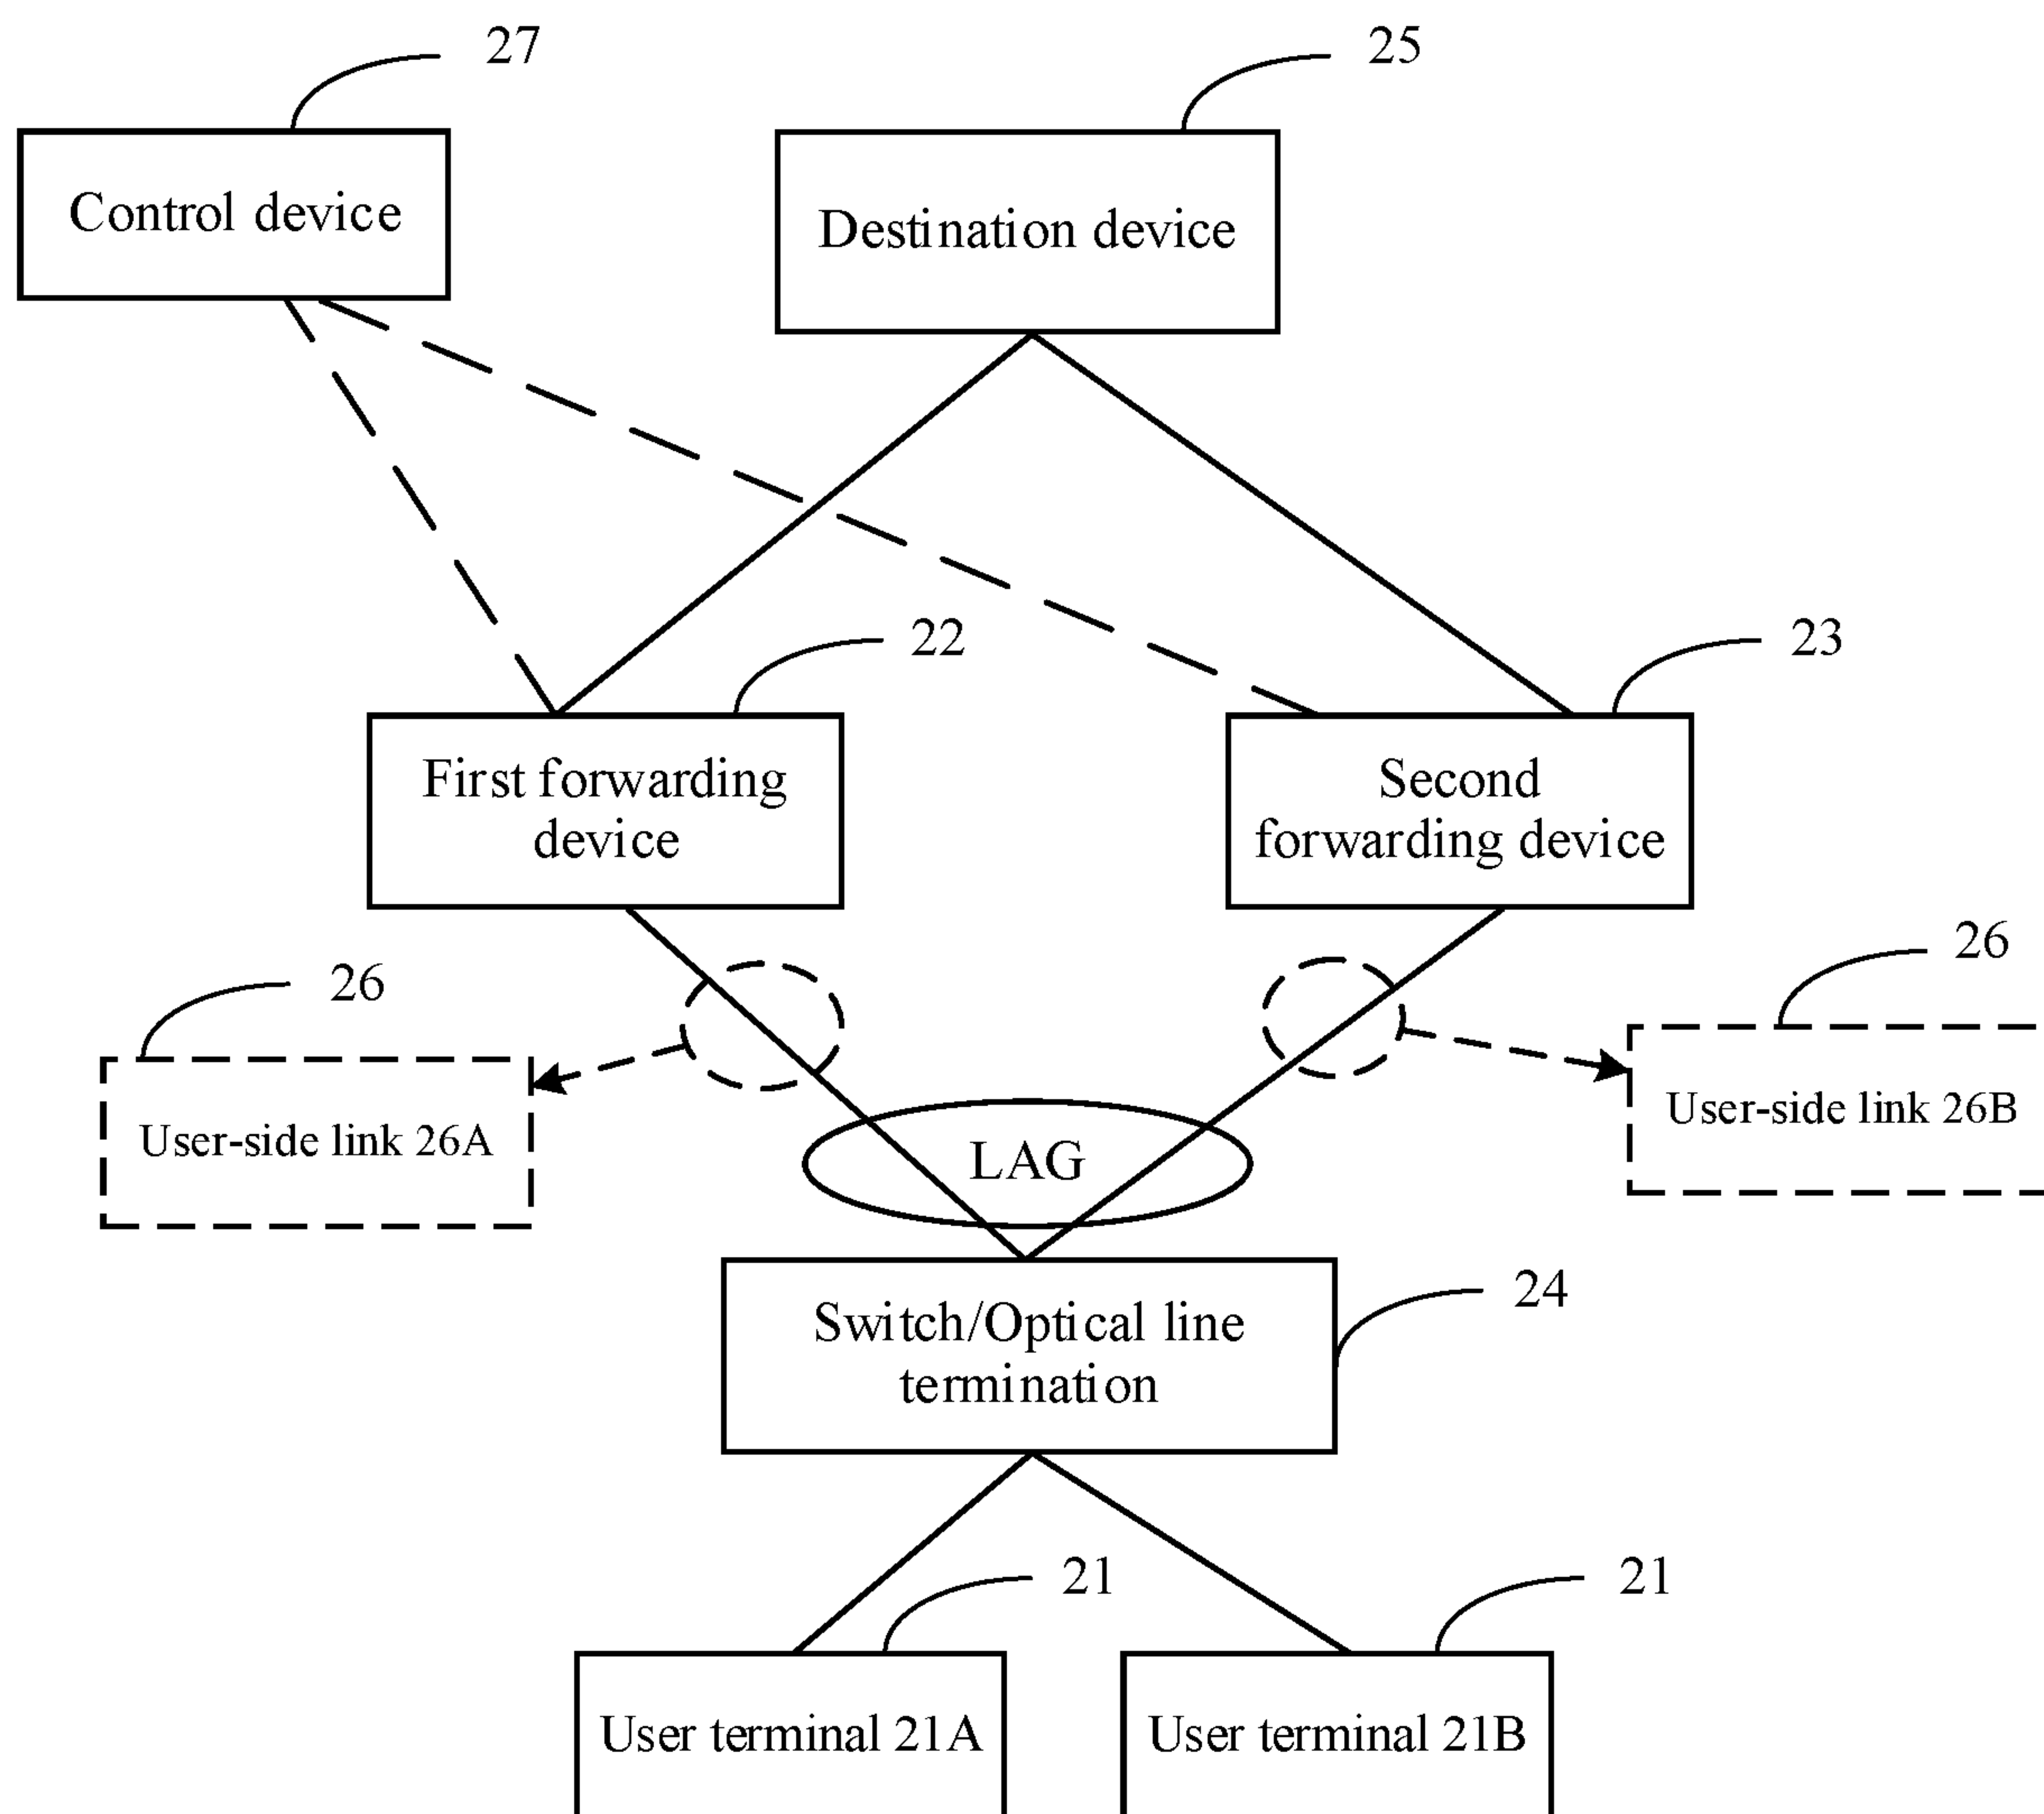 27
25
Control device
Destination device
22
23
First forwarding
device
Second
forwarding device
26
26
User-side link 26A
User-side link 26B
LAG
24
Switch/Optical line
termination
21
21
User terminal 21A
User terminal 21B